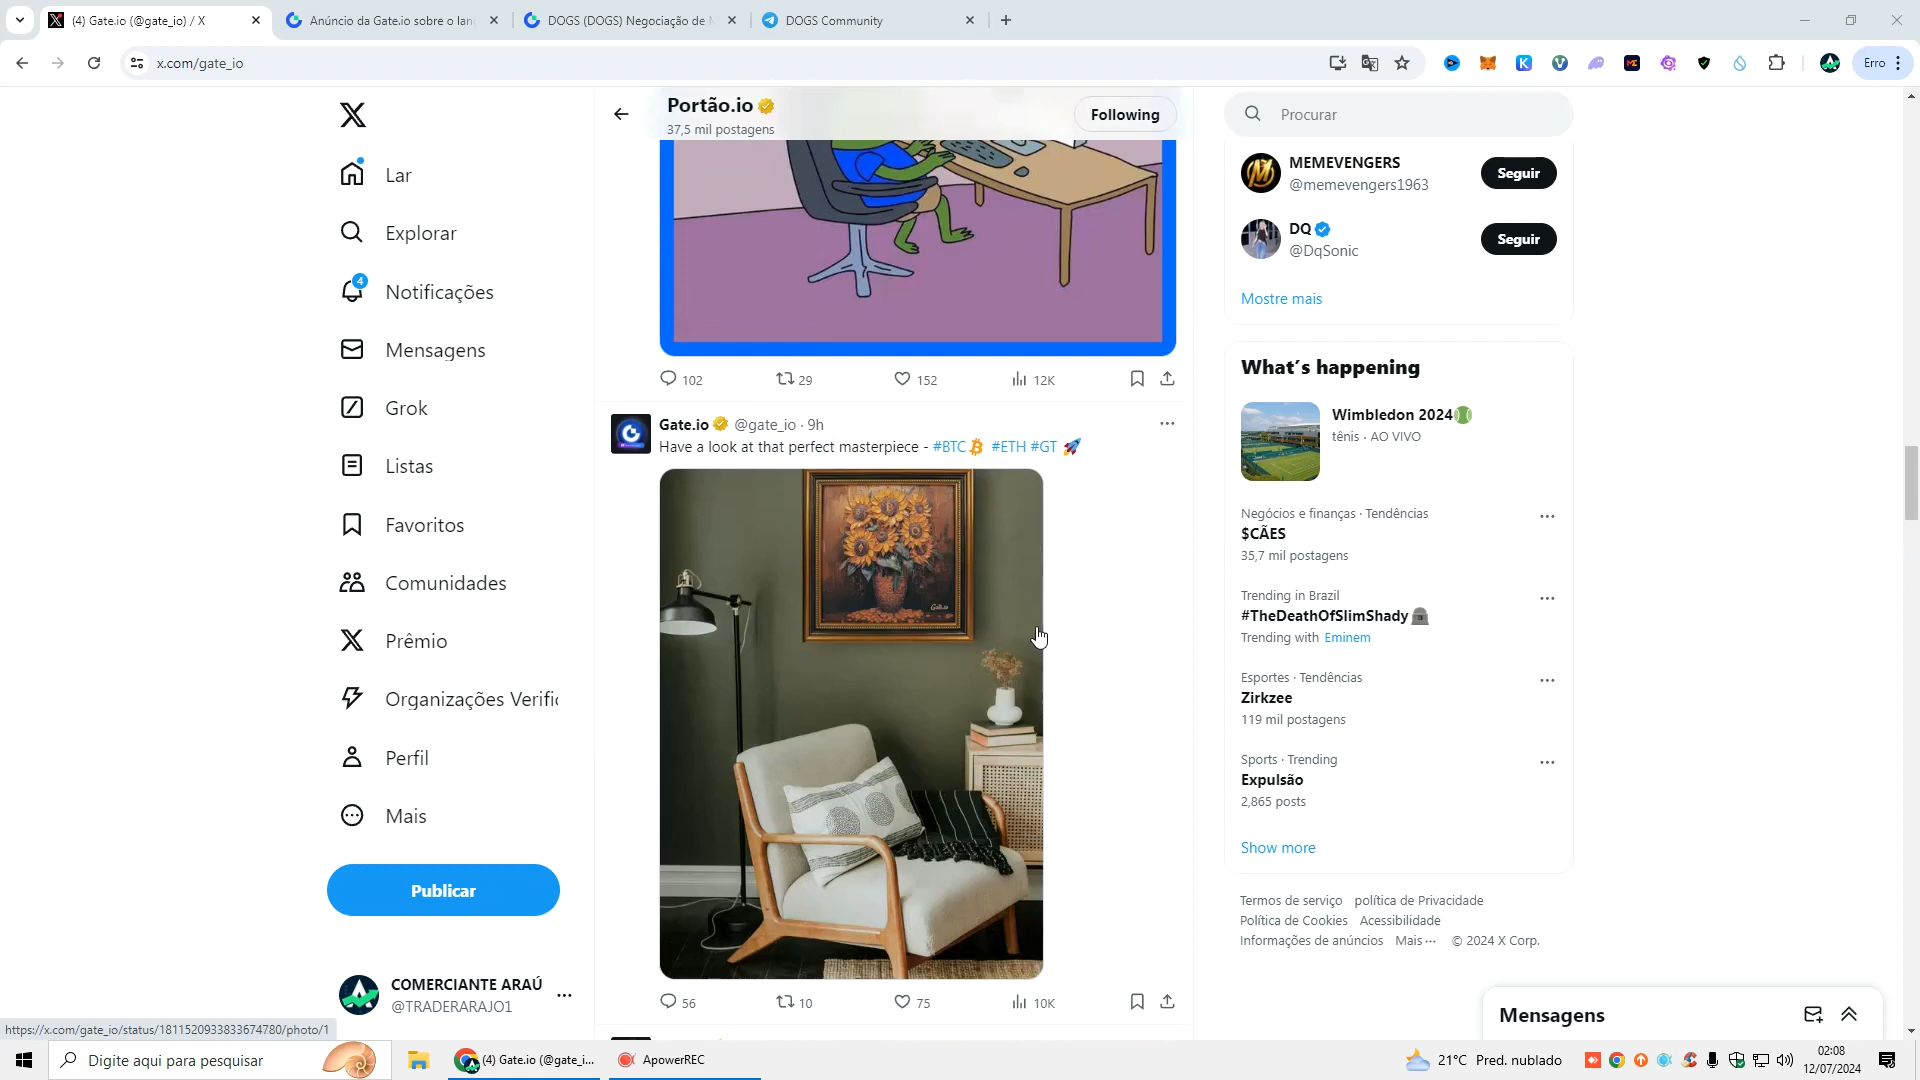 (4) Gate.io (@gate_io) / X
Anúncio da Gate.io sobre o lan
DOGS (DOGS) Negociação de
DOGS Community
x.com/gate_io
Erro
Lar
Explorar
4
Notificações
Mensagens
Grok
Listas
Favoritos
Comunidades
Prêmio
Organizações Verific
Perfil
Mais
Publicar
COMERCIANTE ARAÚ
@TRADERARAJO1
Portão.io
37,5 mil postagens
Following
102
29
152
12K
Gate.io @gate_io · 9h
Have a look at that perfect masterpiece - #BTC #ETH #GT 🚀
Gate.io
56
10
75
10K
Procurar
MEMEVENGERS
@memevengers1963
Seguir
DQ
@DqSonic
Seguir
Mostre mais
What's happening
Wimbledon 2024
tênis · AO VIVO
Negócios e finanças · Tendências
$CÃES
35,7 mil postagens
Trending in Brazil
#TheDeathOfSlimShady
Trending with Eminem
Esportes · Tendências
Zirkzee
119 mil postagens
Sports · Trending
Expulsão
2,865 posts
Show more
Termos de serviço política de Privacidade
Política de Cookies Acessibilidade
Informações de anúncios Mais ··· © 2024 X Corp.
Mensagens
https://x.com/gate_io/status/1811520933833674780/photo/1
Digite aqui para pesquisar
(4) Gate.io (@gate_i...
ApowerREC
21°C Pred. nublado
02:08
12/07/2024